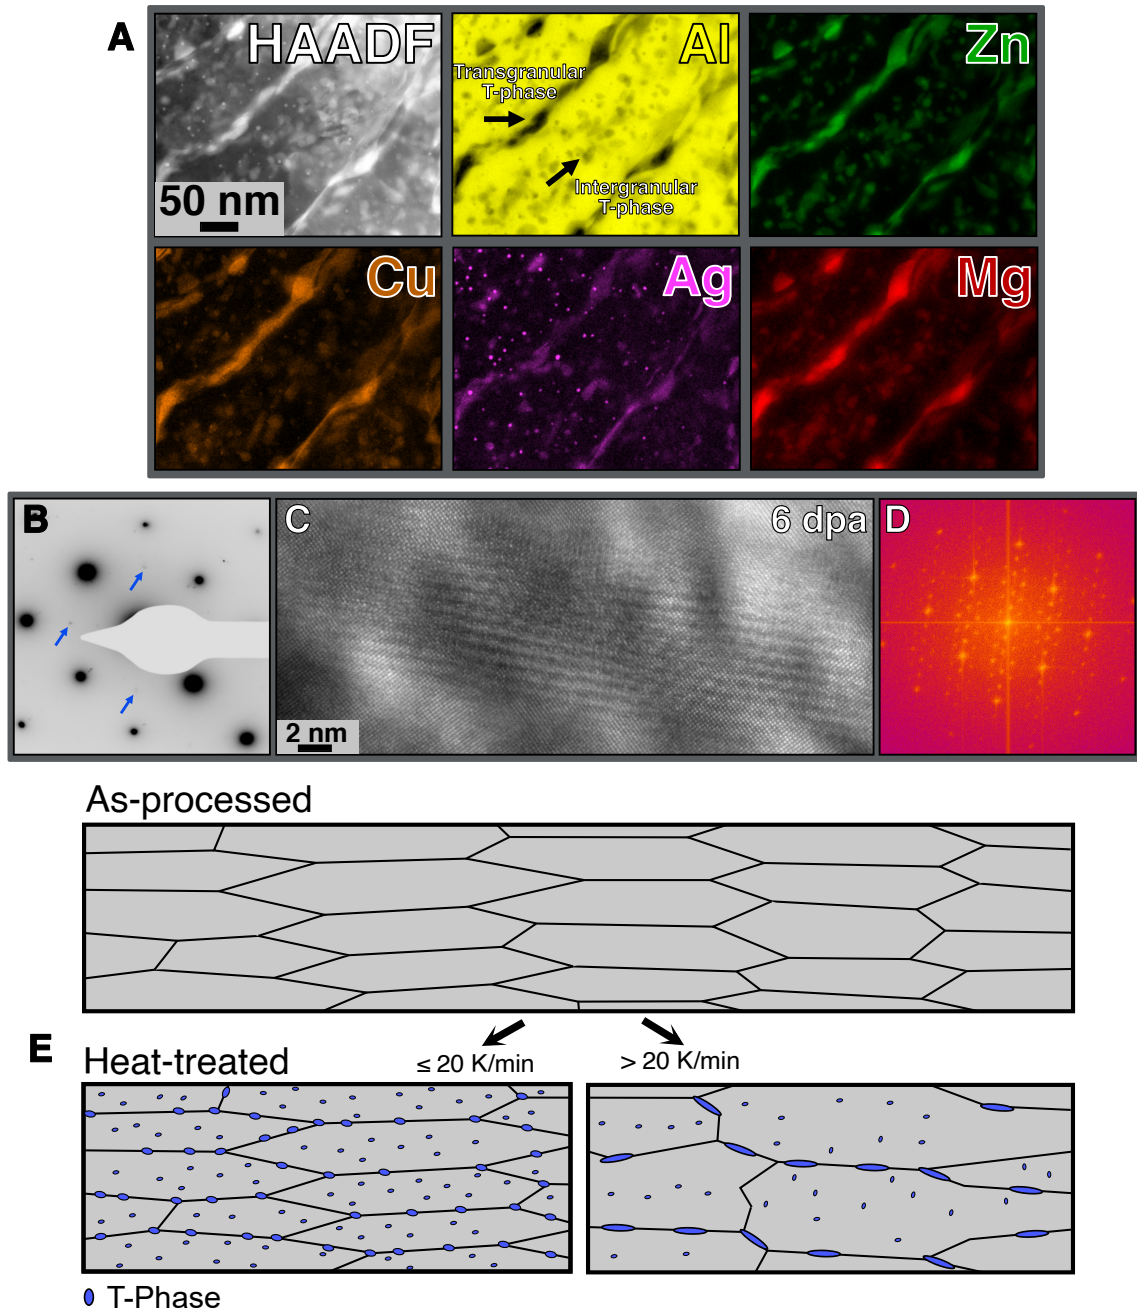 A
HAADF
Al
Zn
Transgranular
T-phase
Intergranular
T-phase
50 nm
Cu
Ag
Mg
B
C
6 dpa
D
2 nm
As-processed
E
Heat-treated
≤ 20 K/min
> 20 K/min
T-Phase